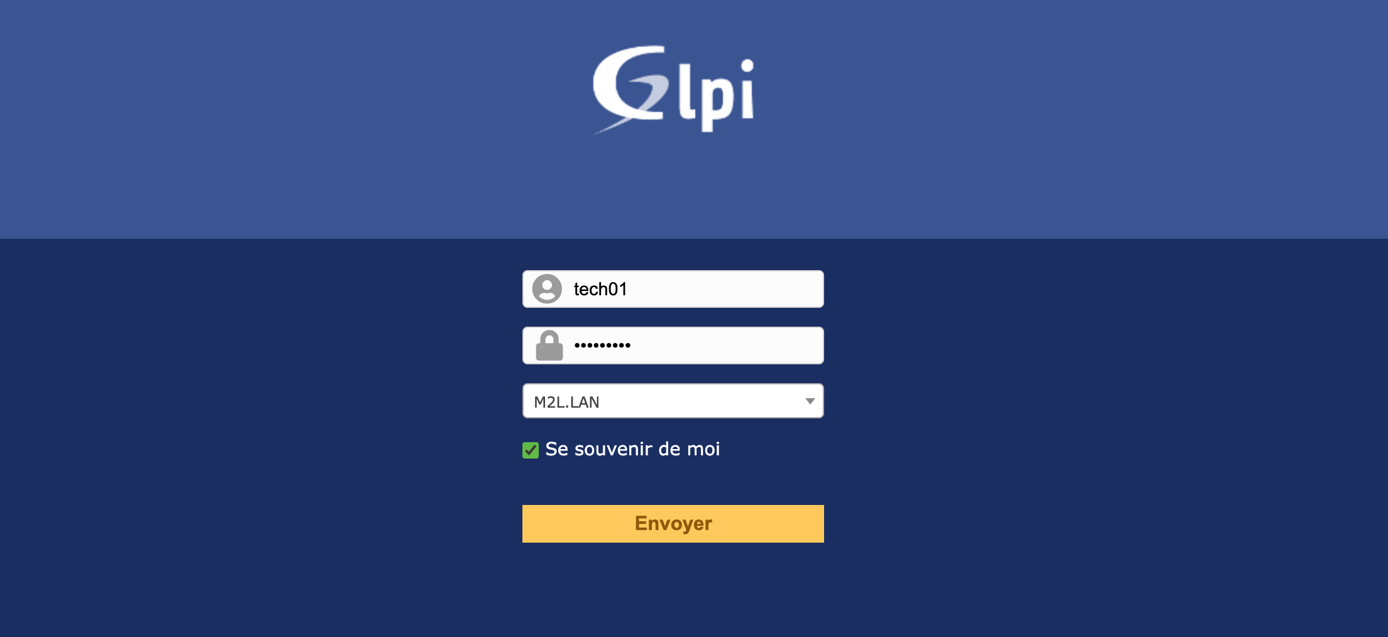 Glpi
tech01
•••••••••
M2L.LAN
Se souvenir de moi
Envoyer